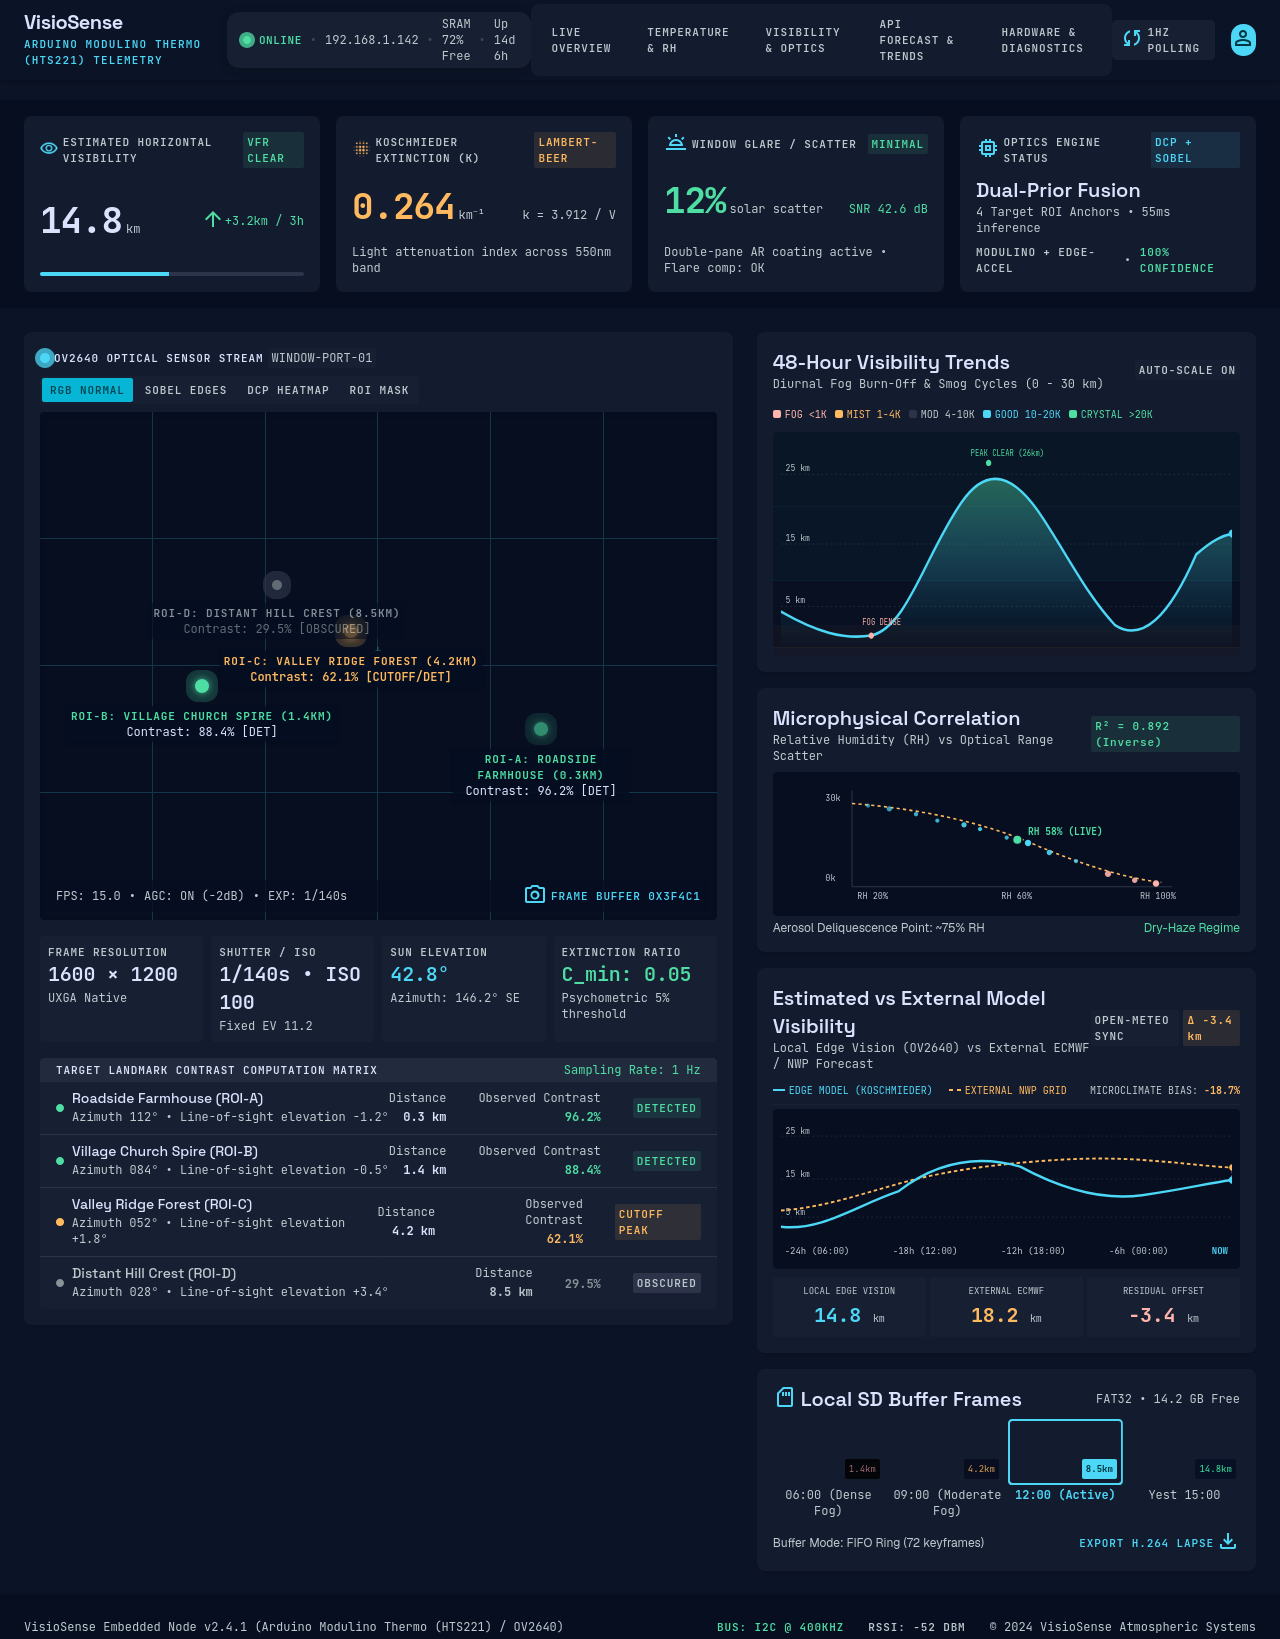 VisioSense
ARDUINO MODULINO THERMO
(HTS221) TELEMETRY
ONLINE • 192.168.1.142 •
SRAM
72%
Free
•
Up
14d
6h
LIVE
OVERVIEW
TEMPERATURE
& RH
VISIBILITY
& OPTICS
API
FORECAST &
TRENDS
HARDWARE &
DIAGNOSTICS
1HZ
POLLING
ESTIMATED HORIZONTAL
VISIBILITY
VFR
CLEAR
14.8 km
+3.2km / 3h
KOSCHMIEDER
EXTINCTION (K)
LAMBERT-
BEER
0.264 km⁻¹
k = 3.912 / V
Light attenuation index across 550nm
band
WINDOW GLARE / SCATTER
MINIMAL
12% solar scatter
SNR 42.6 dB
Double-pane AR coating active •
Flare comp: OK
OPTICS ENGINE
STATUS
DCP +
SOBEL
Dual-Prior Fusion
4 Target ROI Anchors • 55ms
inference
MODULINO + EDGE-
ACCEL
•
100%
CONFIDENCE
OV2640 OPTICAL SENSOR STREAM WINDOW-PORT-01
RGB NORMAL SOBEL EDGES DCP HEATMAP ROI MASK
ROI-D: DISTANT HILL CREST (8.5KM)
Contrast: 29.5% [OBSCURED]
ROI-C: VALLEY RIDGE FOREST (4.2KM)
Contrast: 62.1% [CUTOFF/DET]
ROI-B: VILLAGE CHURCH SPIRE (1.4KM)
Contrast: 88.4% [DET]
ROI-A: ROADSIDE
FARMHOUSE (0.3KM)
Contrast: 96.2% [DET]
FPS: 15.0 • AGC: ON (-2dB) • EXP: 1/140s
FRAME BUFFER 0X3F4C1
FRAME RESOLUTION
1600 × 1200
UXGA Native
SHUTTER / ISO
1/140s • ISO
100
Fixed EV 11.2
SUN ELEVATION
42.8°
Azimuth: 146.2° SE
EXTINCTION RATIO
C_min: 0.05
Psychometric 5%
threshold
TARGET LANDMARK CONTRAST COMPUTATION MATRIX
Sampling Rate: 1 Hz
Roadside Farmhouse (ROI-A)
Azimuth 112° • Line-of-sight elevation -1.2°
Distance
0.3 km
Observed Contrast
96.2%
DETECTED
Village Church Spire (ROI-B)
Azimuth 084° • Line-of-sight elevation -0.5°
Distance
1.4 km
Observed Contrast
88.4%
DETECTED
Valley Ridge Forest (ROI-C)
Azimuth 052° • Line-of-sight elevation
+1.8°
Distance
4.2 km
Observed
Contrast
62.1%
CUTOFF
PEAK
Distant Hill Crest (ROI-D)
Azimuth 028° • Line-of-sight elevation +3.4°
Distance
8.5 km
29.5%
OBSCURED
48-Hour Visibility Trends
Diurnal Fog Burn-Off & Smog Cycles (0 - 30 km)
AUTO-SCALE ON
FOG <1K MIST 1-4K MOD 4-10K GOOD 10-20K CRYSTAL >20K
PEAK CLEAR (26km)
25 km
15 km
5 km
FOG DENSE
Microphysical Correlation
Relative Humidity (RH) vs Optical Range
Scatter
R² = 0.892
(Inverse)
30k
RH 58% (LIVE)
0k
RH 20% RH 60% RH 100%
Aerosol Deliquescence Point: ~75% RH
Dry-Haze Regime
Estimated vs External Model
Visibility
Local Edge Vision (OV2640) vs External ECMWF
/ NWP Forecast
OPEN-METEO
SYNC
Δ -3.4
km
EDGE MODEL (KOSCHMIEDER) EXTERNAL NWP GRID MICROCLIMATE BIAS: -18.7%
25 km
15 km
5 km
-24h (06:00) -18h (12:00) -12h (18:00) -6h (00:00) NOW
LOCAL EDGE VISION
14.8 km
EXTERNAL ECMWF
18.2 km
RESIDUAL OFFSET
-3.4 km
Local SD Buffer Frames
FAT32 • 14.2 GB Free
1.4km
4.2km
8.5km
14.8km
06:00 (Dense
Fog)
09:00 (Moderate
Fog)
12:00 (Active)
Yest 15:00
Buffer Mode: FIFO Ring (72 keyframes)
EXPORT H.264 LAPSE
VisioSense Embedded Node v2.4.1 (Arduino Modulino Thermo (HTS221) / OV2640)
BUS: I2C @ 400KHZ RSSI: -52 DBM © 2024 VisioSense Atmospheric Systems